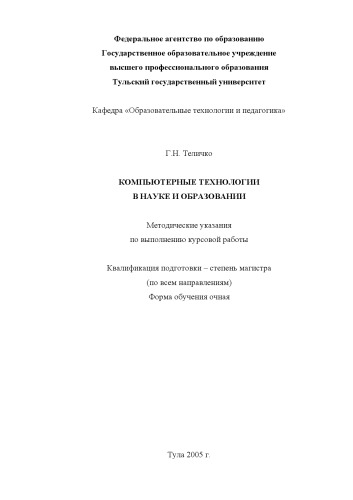 Федеральное агентство по образованию
Государственное образовательное учреждение
высшего профессионального образования
Тульский государственный университет
Кафедра «Образовательные технологии и педагогика»
Г.Н. Теличко
КОМПЬЮТЕРНЫЕ ТЕХНОЛОГИИ
В НАУКЕ И ОБРАЗОВАНИИ
Методические указания
по выполнению курсовой работы
Квалификация подготовки – степень магистра
(по всем направлениям)
Форма обучения очная
Тула 2005 г.